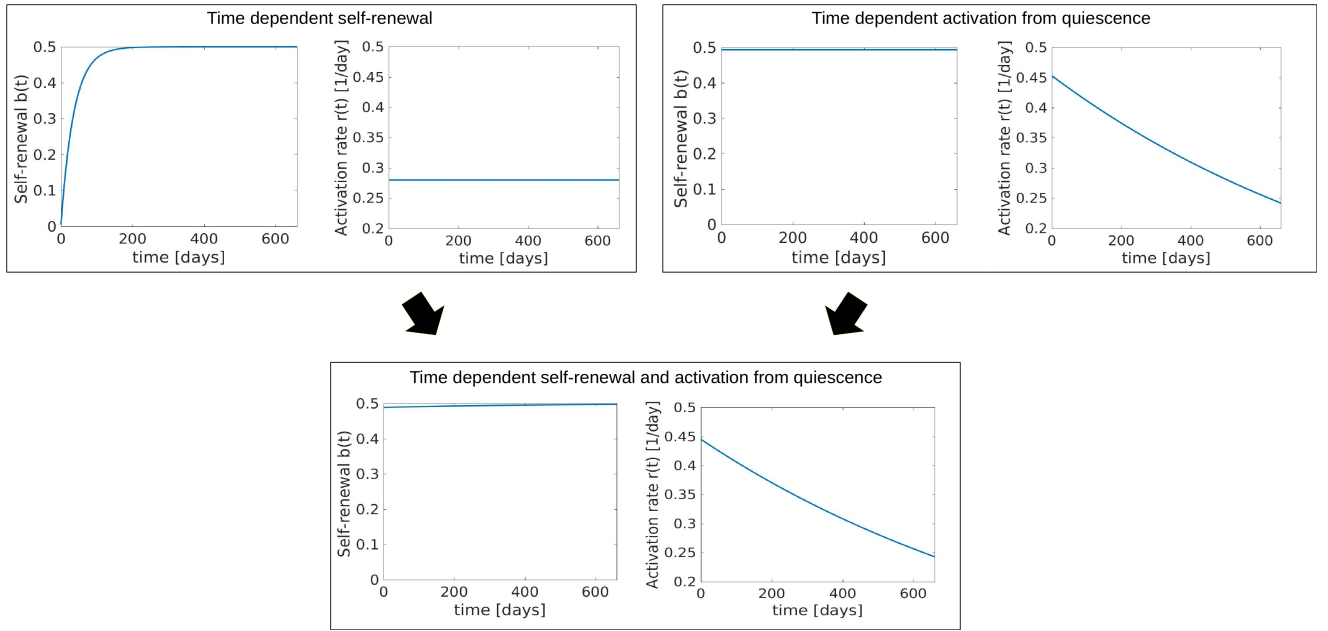 Time dependent self-renewal
Self-renewal b(t)
0.5
0.4
0.3
0.2
0.1
0
0 200 400 600
time [days]
Activation rate r(t) [1/day]
0.5
0.45
0.4
0.35
0.3
0.25
0.2
0 200 400 600
time [days]
Time dependent activation from quiescence
Self-renewal b(t)
0.5
0.4
0.3
0.2
0.1
0
0 200 400 600
time [days]
Activation rate r(t) [1/day]
0.5
0.45
0.4
0.35
0.3
0.25
0.2
0 200 400 600
time [days]
Time dependent self-renewal and activation from quiescence
Self-renewal b(t)
0.5
0.4
0.3
0.2
0.1
0
0 200 400 600
time [days]
Activation rate r(t) [1/day]
0.5
0.45
0.4
0.35
0.3
0.25
0.2
0 200 400 600
time [days]